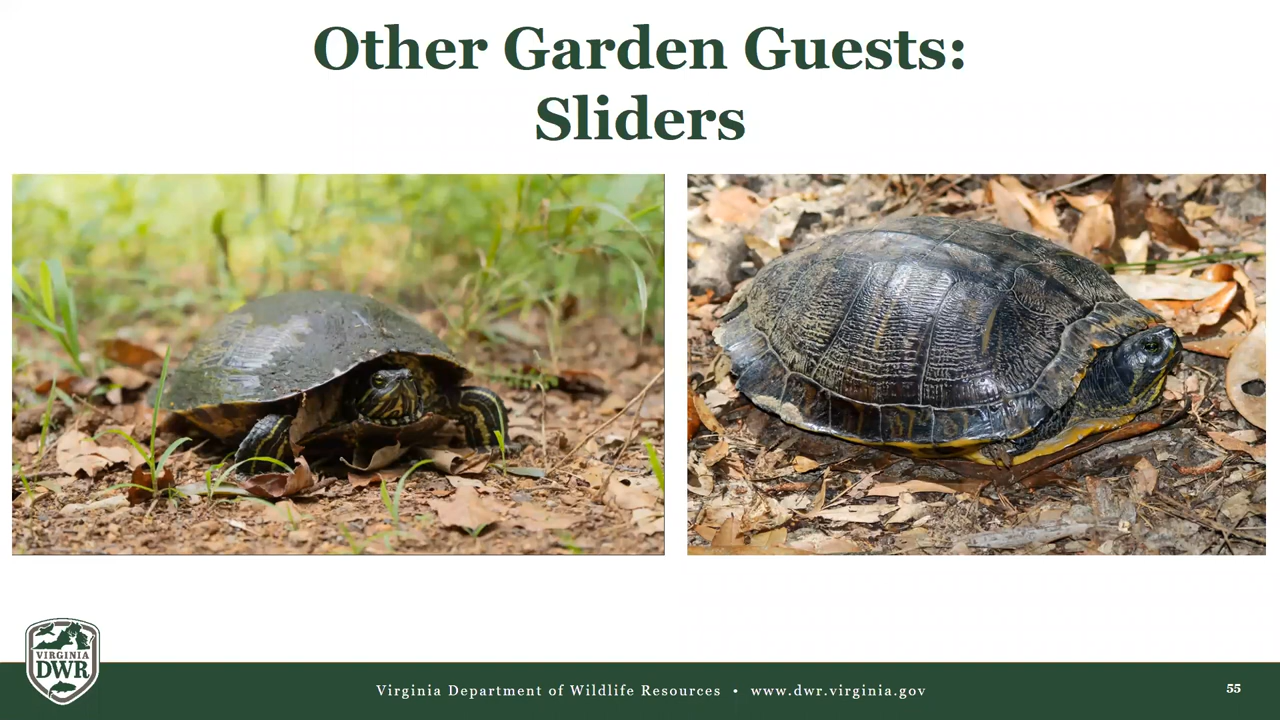 Other Garden Guests:
Sliders
VIRGINIA
DWR
Virginia Department of Wildlife Resources • www.dwr.virginia.gov
55